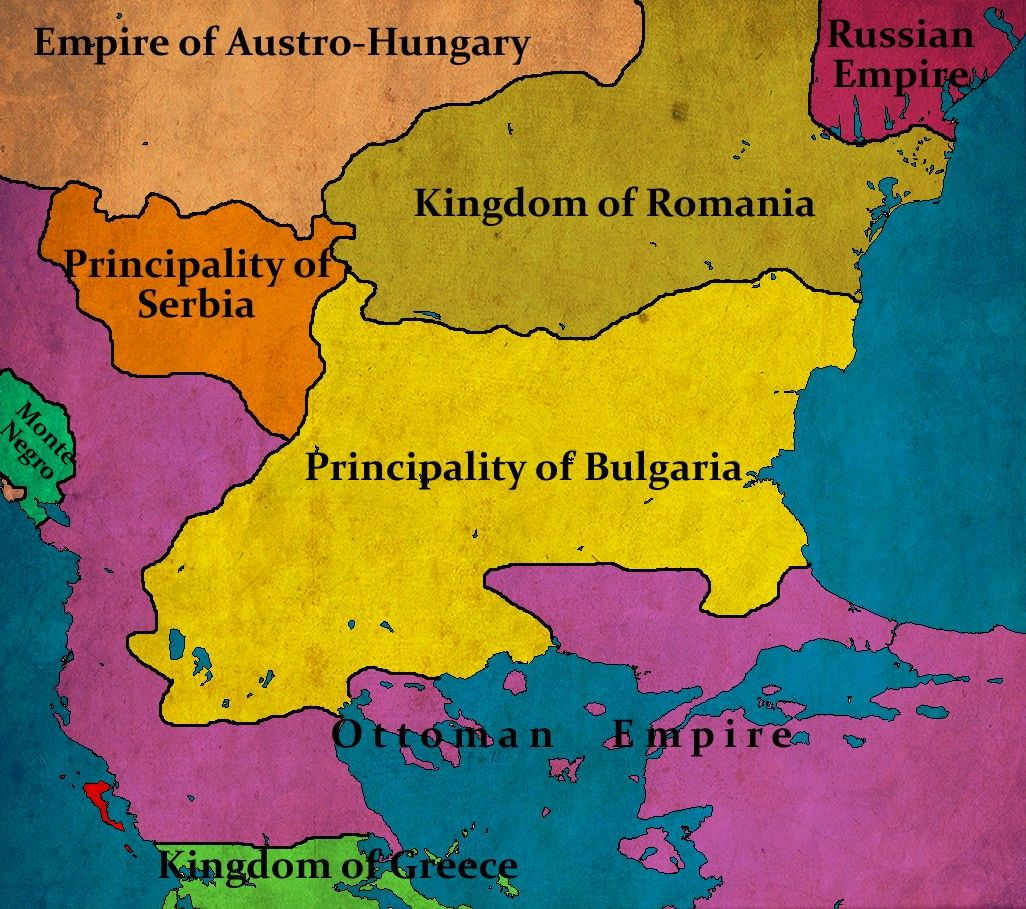 Empire of Austro-Hungary
Russian
Empire
Kingdom of Romania
Principality of
Serbia
Monte
Negro
Principality of Bulgaria
Ottoman Empire
Kingdom of Greece